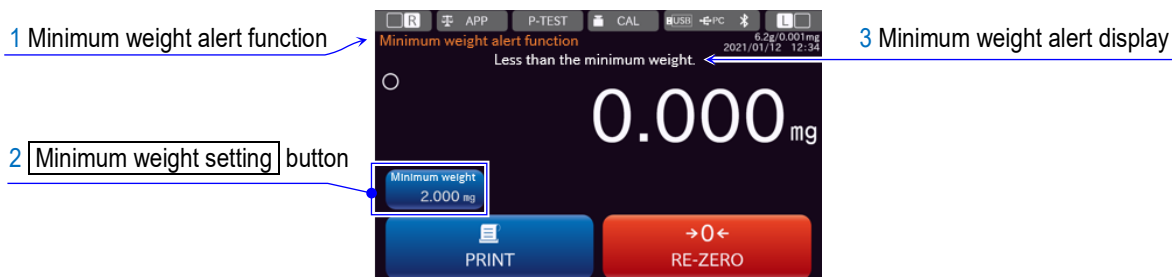 R APP P-TEST CAL USB PC L
1 Minimum weight alert function
Minimum weight alert function
6.2g/0.001mg
2021/01/12 12:34
3 Minimum weight alert display
Less than the minimum weight.
0.000 mg
2 Minimum weight setting button
Minimum weight
2.000 mg
PRINT
→0←
RE-ZERO